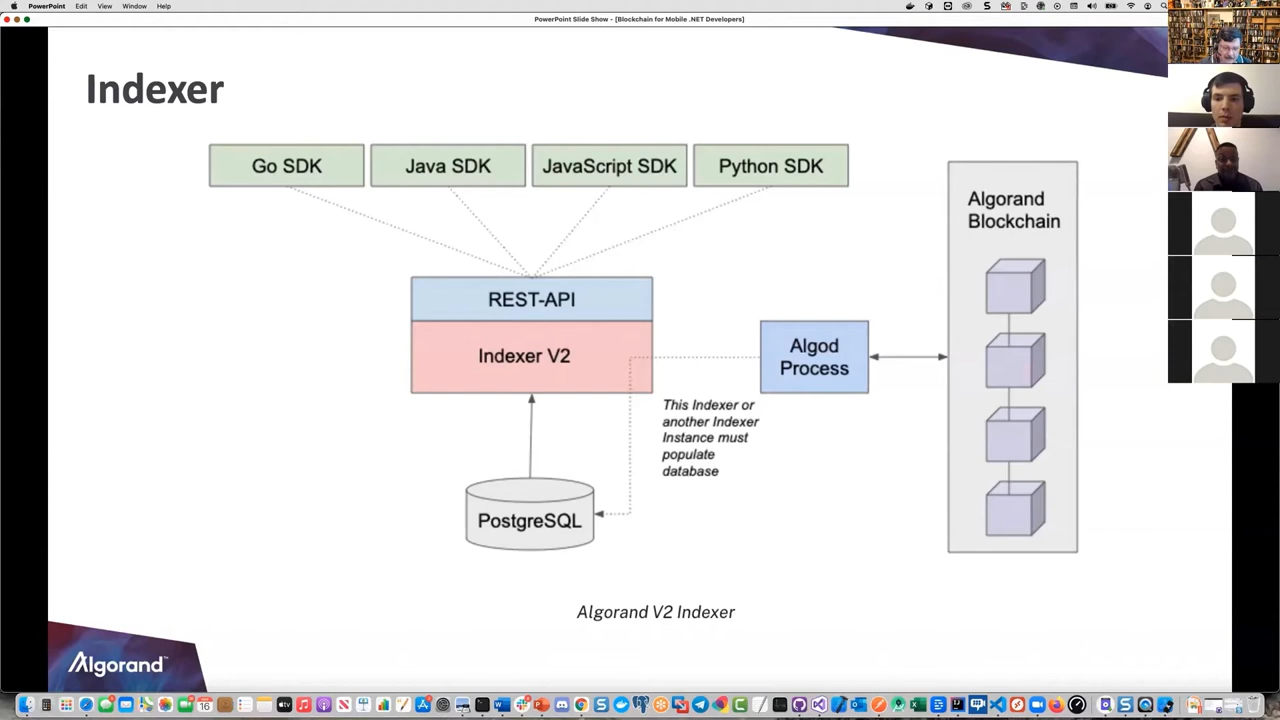 PowerPoint File Edit View Window Help
PowerPoint Slide Show - [Blockchain for Mobile .NET Developers]
Indexer
Go SDK
Java SDK
JavaScript SDK
Python SDK
Algorand
Blockchain
REST-API
Indexer V2
Algod
Process
This Indexer or
another Indexer
Instance must
populate
database
PostgreSQL
Algorand V2 Indexer
Algorand